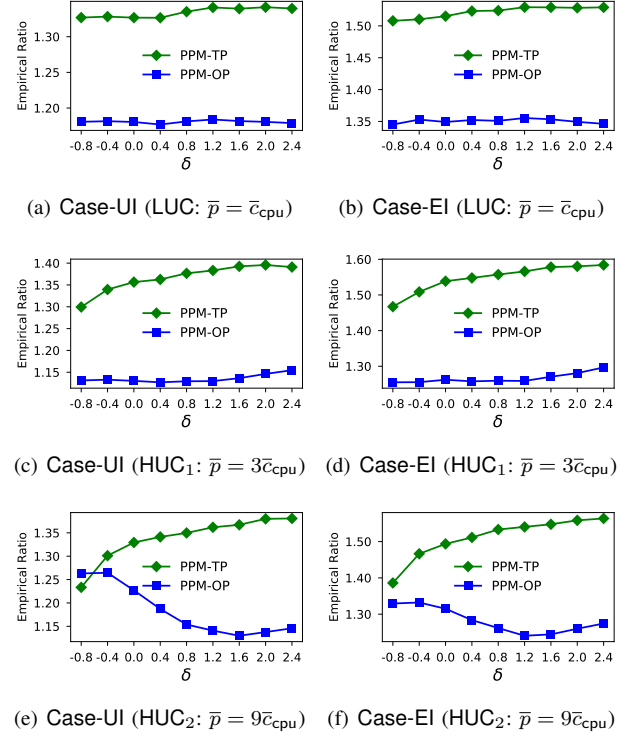 1.35
1.30
1.25
1.20
Empirical Ratio
PPM-TP
PPM-OP
-0.8 -0.4 0.0 0.4 0.8 1.2 1.6 2.0 2.4
δ
(a) Case-UI (LUC: p̅ = c̅cpu)
1.50
1.45
1.40
1.35
Empirical Ratio
PPM-TP
PPM-OP
-0.8 -0.4 0.0 0.4 0.8 1.2 1.6 2.0 2.4
δ
(b) Case-EI (LUC: p̅ = c̅cpu)
1.40
1.35
1.30
1.25
1.15
Empirical Ratio
PPM-TP
PPM-OP
-0.8 -0.4 0.0 0.4 0.8 1.2 1.6 2.0 2.4
δ
(c) Case-UI (HUC₁: p̅ = 3c̅cpu)
1.60
1.50
1.40
1.30
Empirical Ratio
PPM-TP
PPM-OP
-0.8 -0.4 0.0 0.4 0.8 1.2 1.6 2.0 2.4
δ
(d) Case-EI (HUC₁: p̅ = 3c̅cpu)
1.35
1.30
1.25
1.20
1.15
Empirical Ratio
PPM-TP
PPM-OP
-0.8 -0.4 0.0 0.4 0.8 1.2 1.6 2.0 2.4
δ
(e) Case-UI (HUC₂: p̅ = 9c̅cpu)
1.50
1.40
1.30
Empirical Ratio
PPM-TP
PPM-OP
-0.8 -0.4 0.0 0.4 0.8 1.2 1.6 2.0 2.4
δ
(f) Case-EI (HUC₂: p̅ = 9c̅cpu)